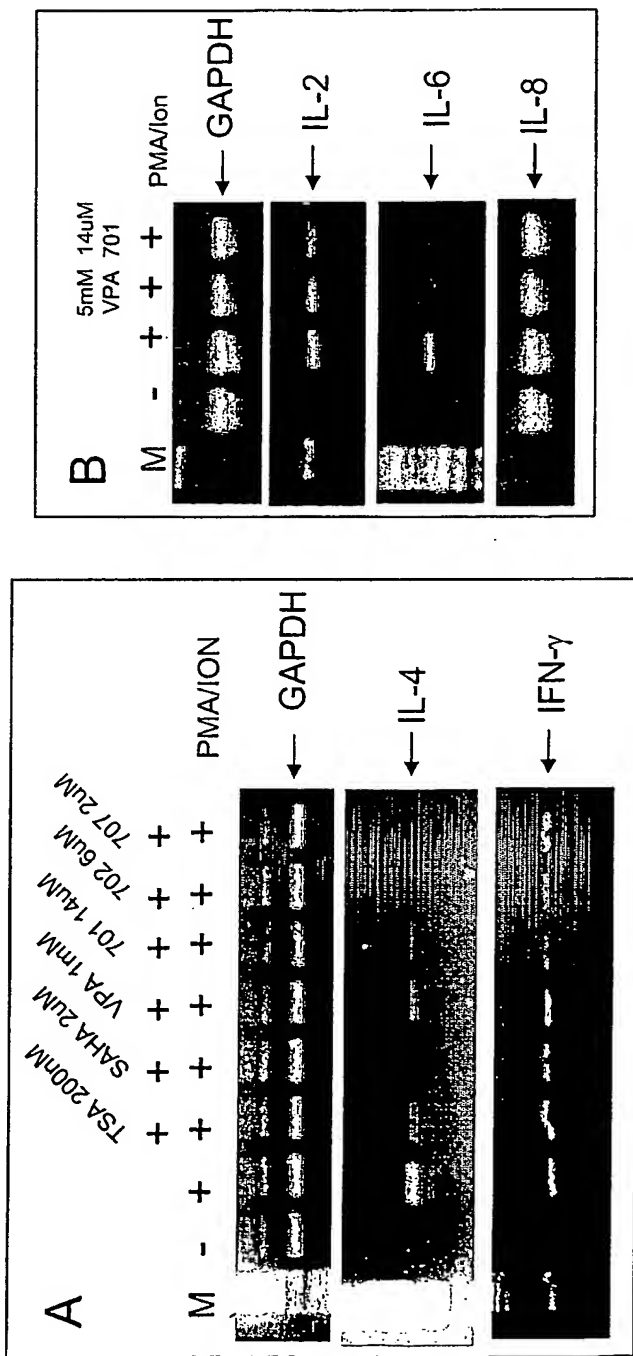 A
TSA 200nM
SAHA 2uM
VPA 1mM
701 14uM
702 6uM
707 2uM
+ + + + + +
M - + + + + + + + PMA/ION
GAPDH
IL-4
IFN-γ
B
5mM 14uM
VPA 701
M - + + + PMA/Ion
GAPDH
IL-2
IL-6
IL-8